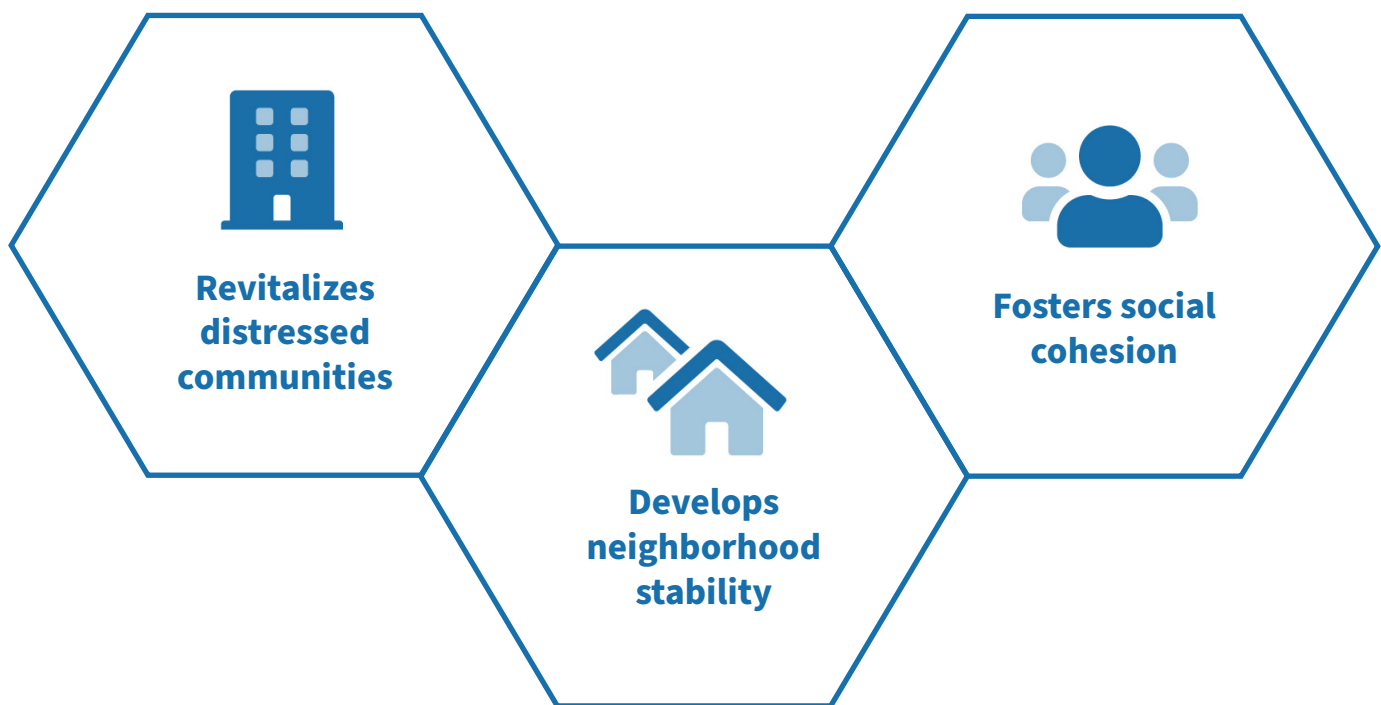 Revitalizes
distressed
communities
Develops
neighborhood
stability
Fosters social
cohesion